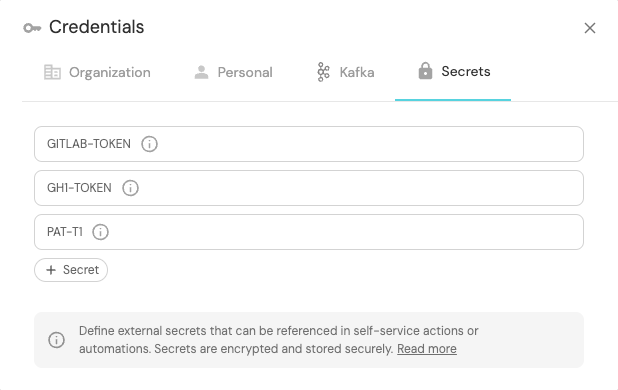 Credentials
Organization
Personal
Kafka
Secrets
GITLAB-TOKEN
GH1-TOKEN
PAT-T1
+ Secret
Define external secrets that can be referenced in self-service actions or
automations. Secrets are encrypted and stored securely. Read more